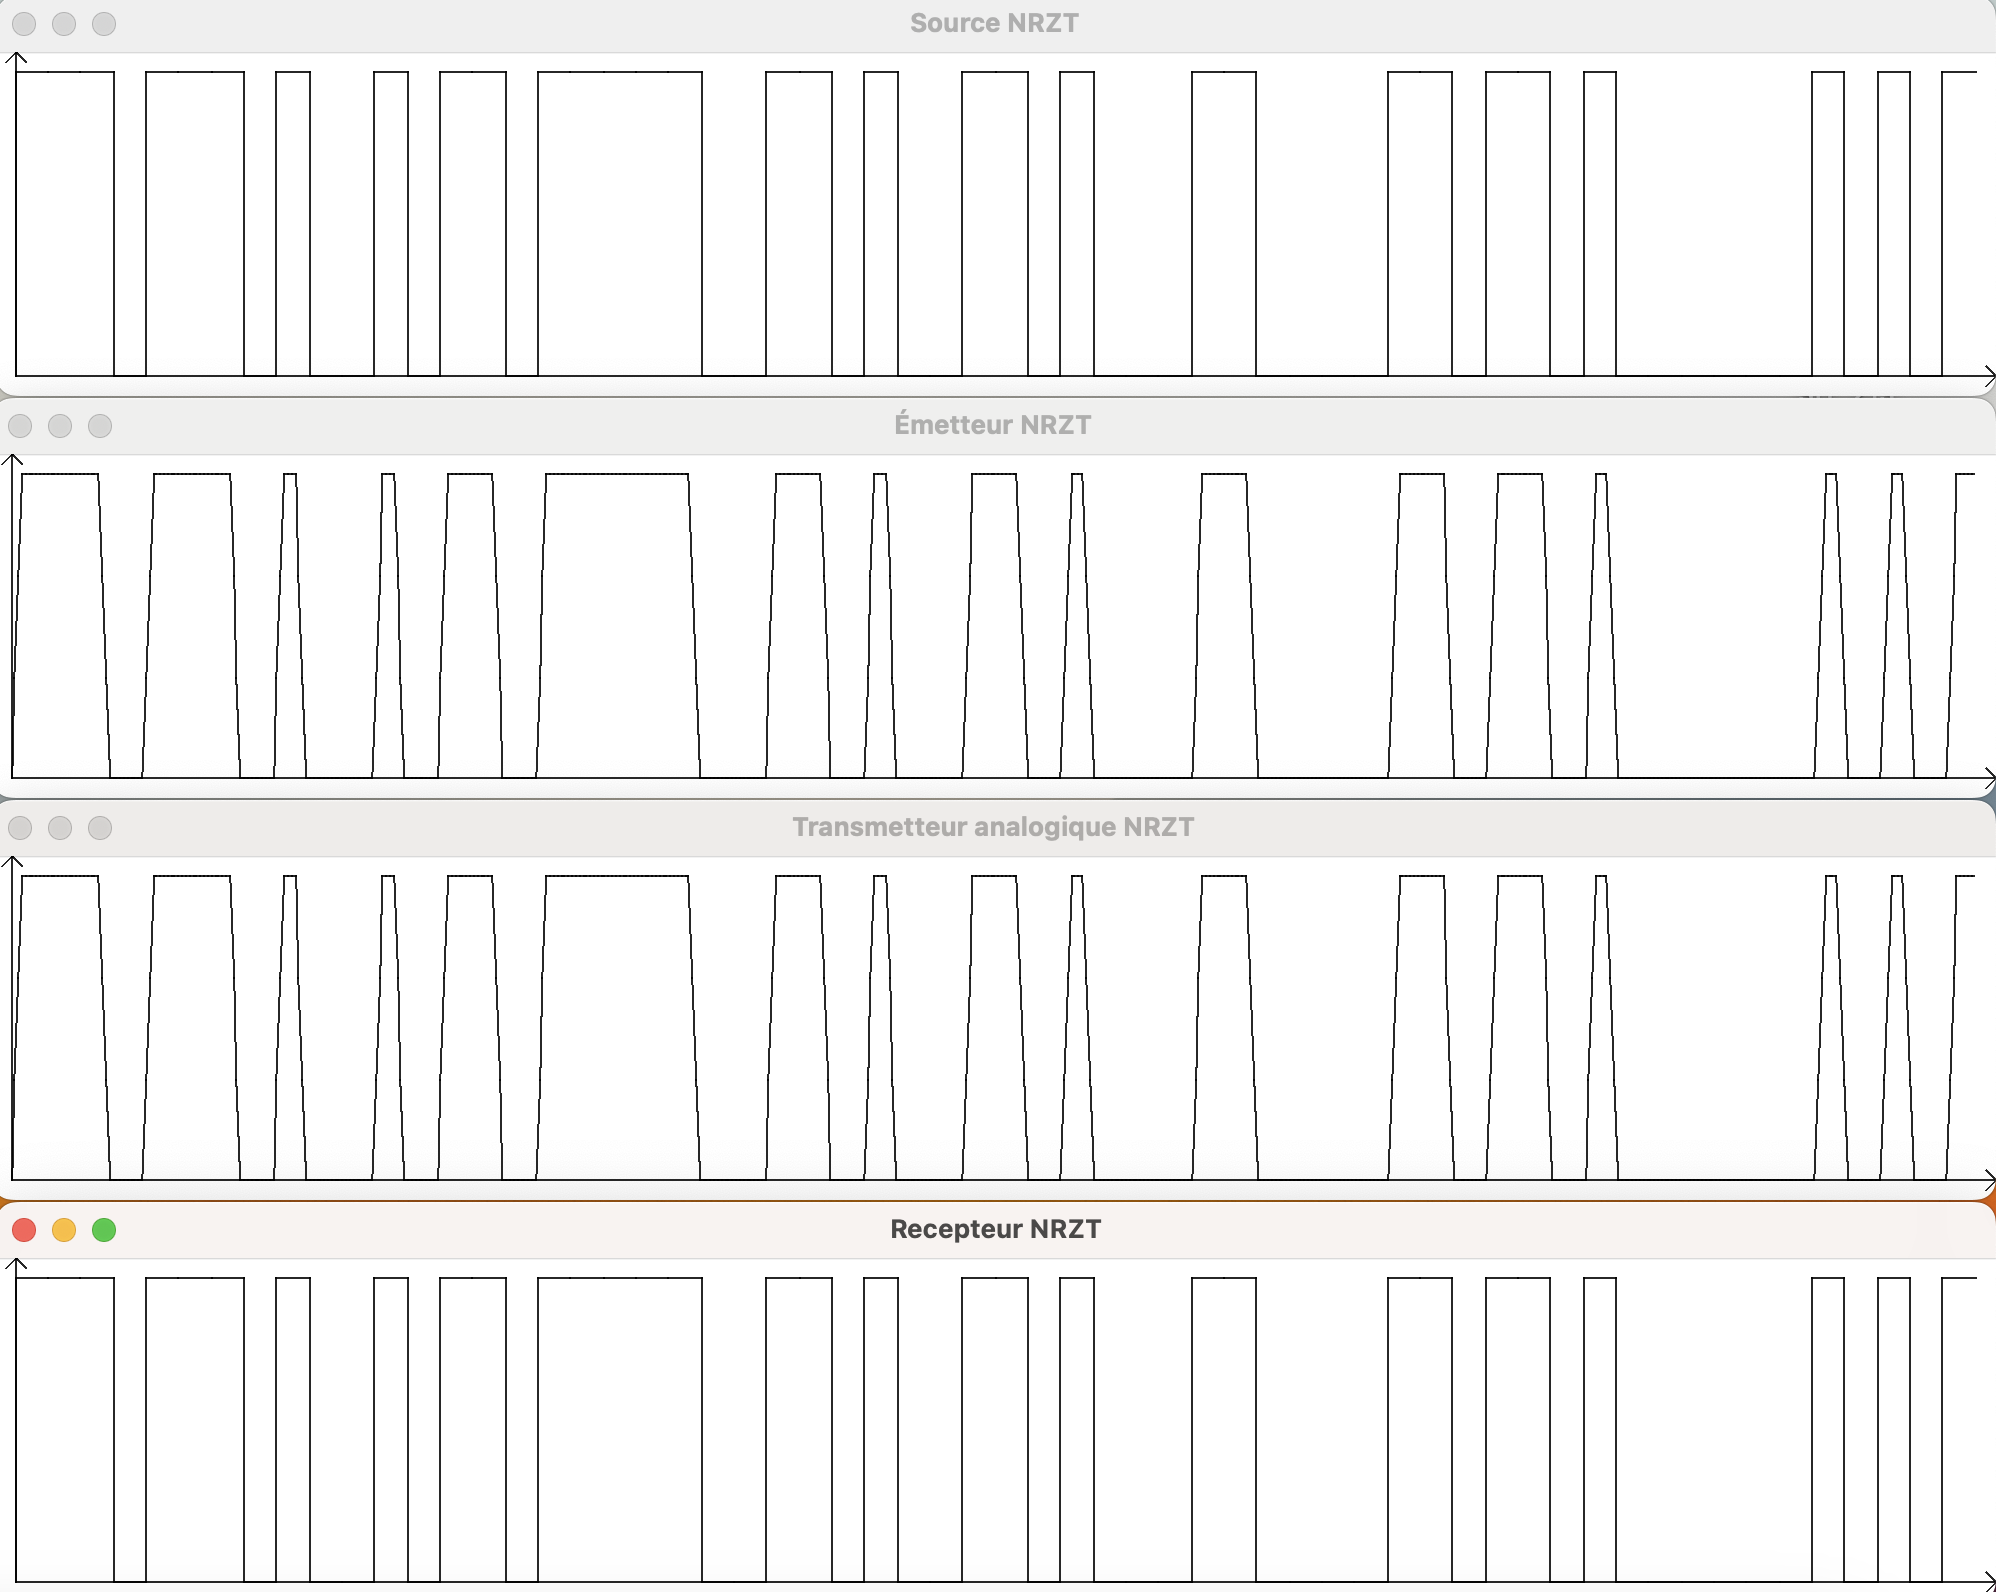 Source NRZT
Émetteur NRZT
Transmetteur analogique NRZT
Recepteur NRZT